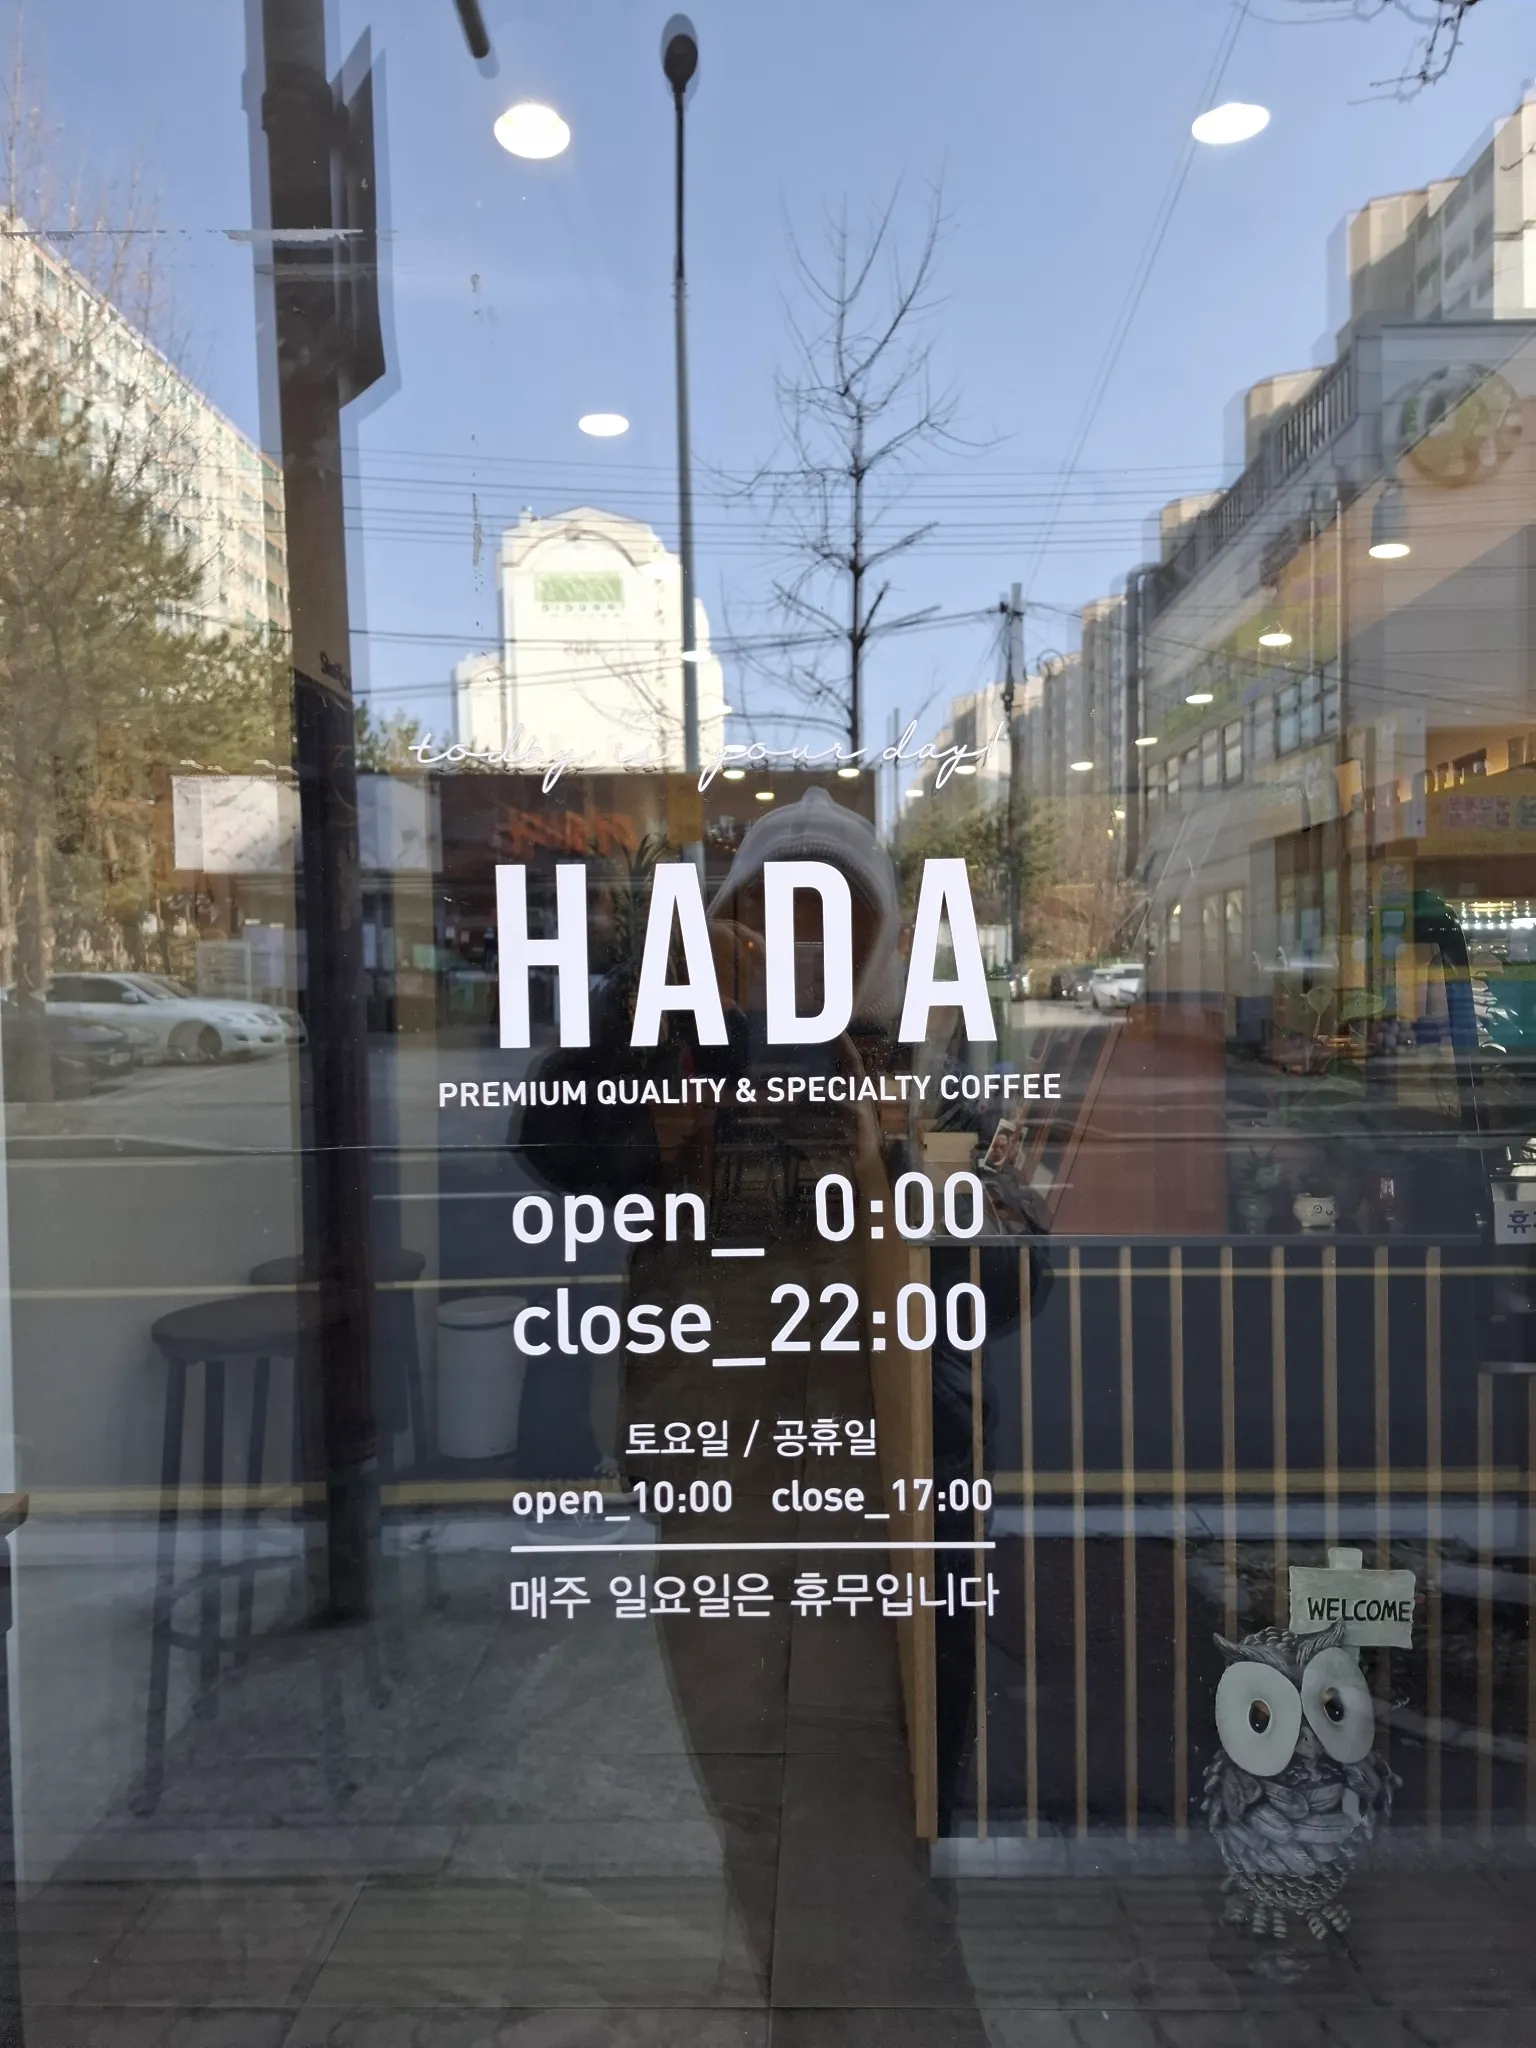 today is your day!
HADA
PREMIUM QUALITY & SPECIALTY COFFEE
open_ 0:00
close_22:00
토요일 / 공휴일
open_10:00 close_17:00
매주 일요일은 휴무입니다
WELCOME